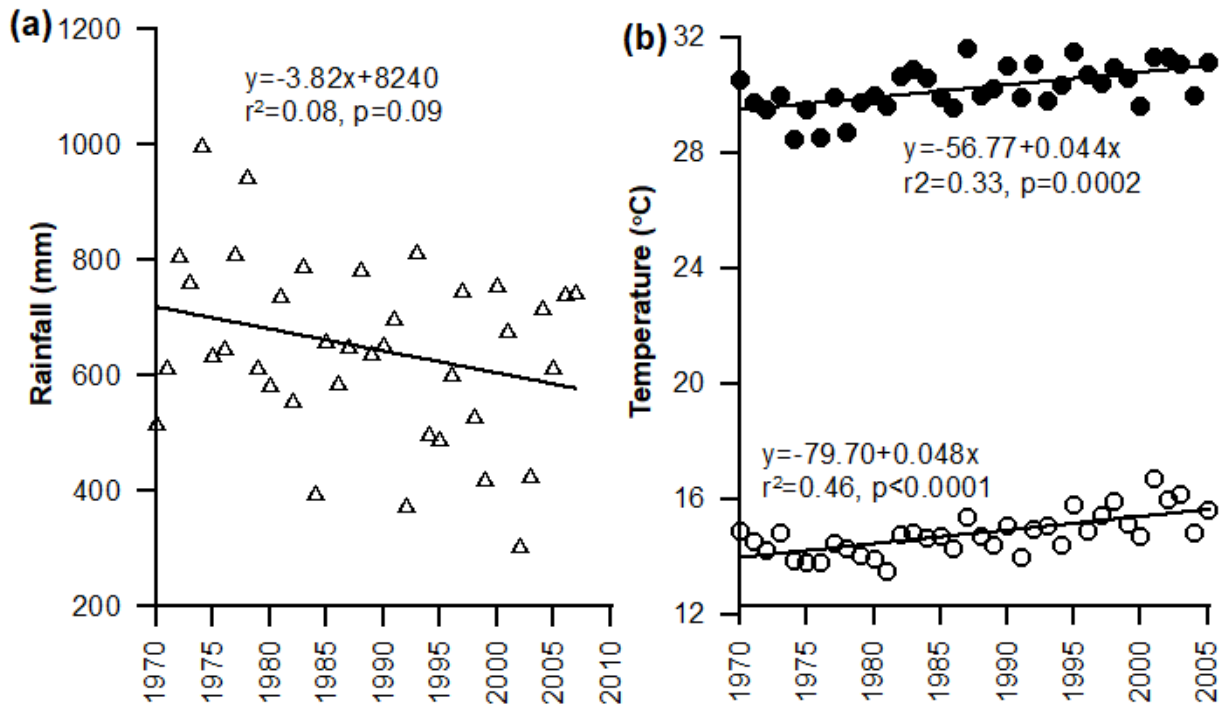 (a)
Rainfall (mm)
1200
1000
800
600
400
200
y=-3.82x+8240
r²=0.08, p=0.09
1970
1975
1980
1985
1990
1995
2000
2005
2010
(b)
Temperature (°C)
32
28
24
20
16
12
y=-56.77+0.044x
r2=0.33, p=0.0002
y=-79.70+0.048x
r²=0.46, p<0.0001
1970
1975
1980
1985
1990
1995
2000
2005